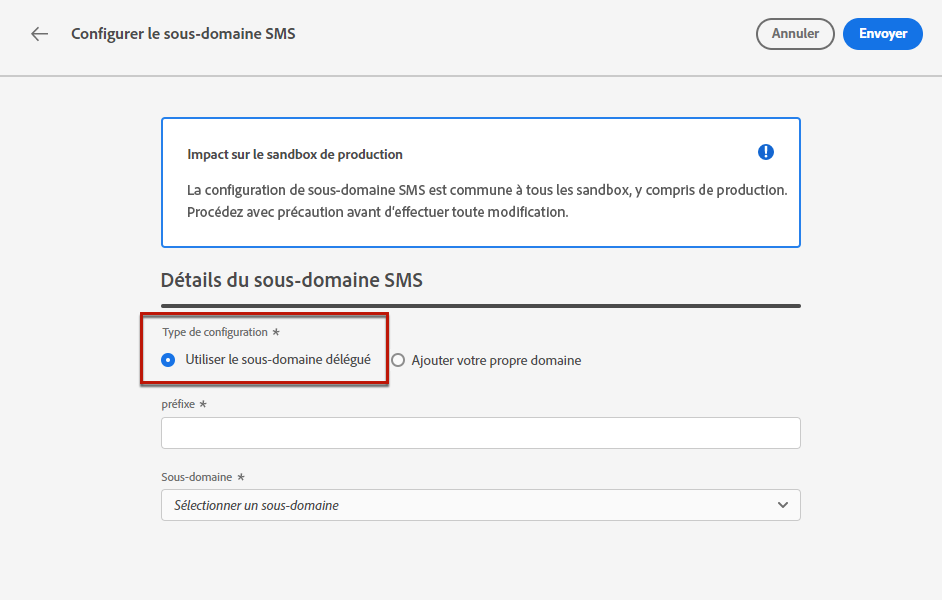 Configurer le sous-domaine SMS
Annuler
Envoyer
Impact sur le sandbox de production
La configuration de sous-domaine SMS est commune à tous les sandbox, y compris de production.
Procédez avec précaution avant d'effectuer toute modification.
Détails du sous-domaine SMS
Type de configuration *
Utiliser le sous-domaine délégué
Ajouter votre propre domaine
préfixe *
Sous-domaine *
Sélectionner un sous-domaine